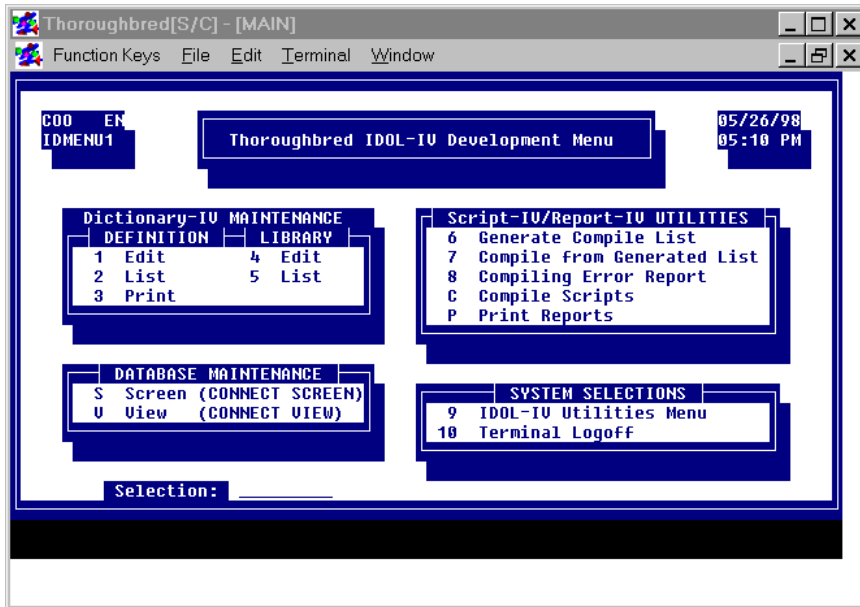 Thoroughbred[S/C] - [MAIN]
Function Keys File Edit Terminal Window
COO EN
IDMENU1
Thoroughbred IDOL-IV Development Menu
05/26/98
05:10 PM
Dictionary-IV MAINTENANCE
DEFINITION LIBRARY
1 Edit 4 Edit
2 List 5 List
3 Print
Script-IV/Report-IV UTILITIES
6 Generate Compile List
7 Compile from Generated List
8 Compiling Error Report
C Compile Scripts
P Print Reports
DATABASE MAINTENANCE
S Screen (CONNECT SCREEN)
V View (CONNECT VIEW)
SYSTEM SELECTIONS
9 IDOL-IV Utilities Menu
10 Terminal Logoff
Selection: